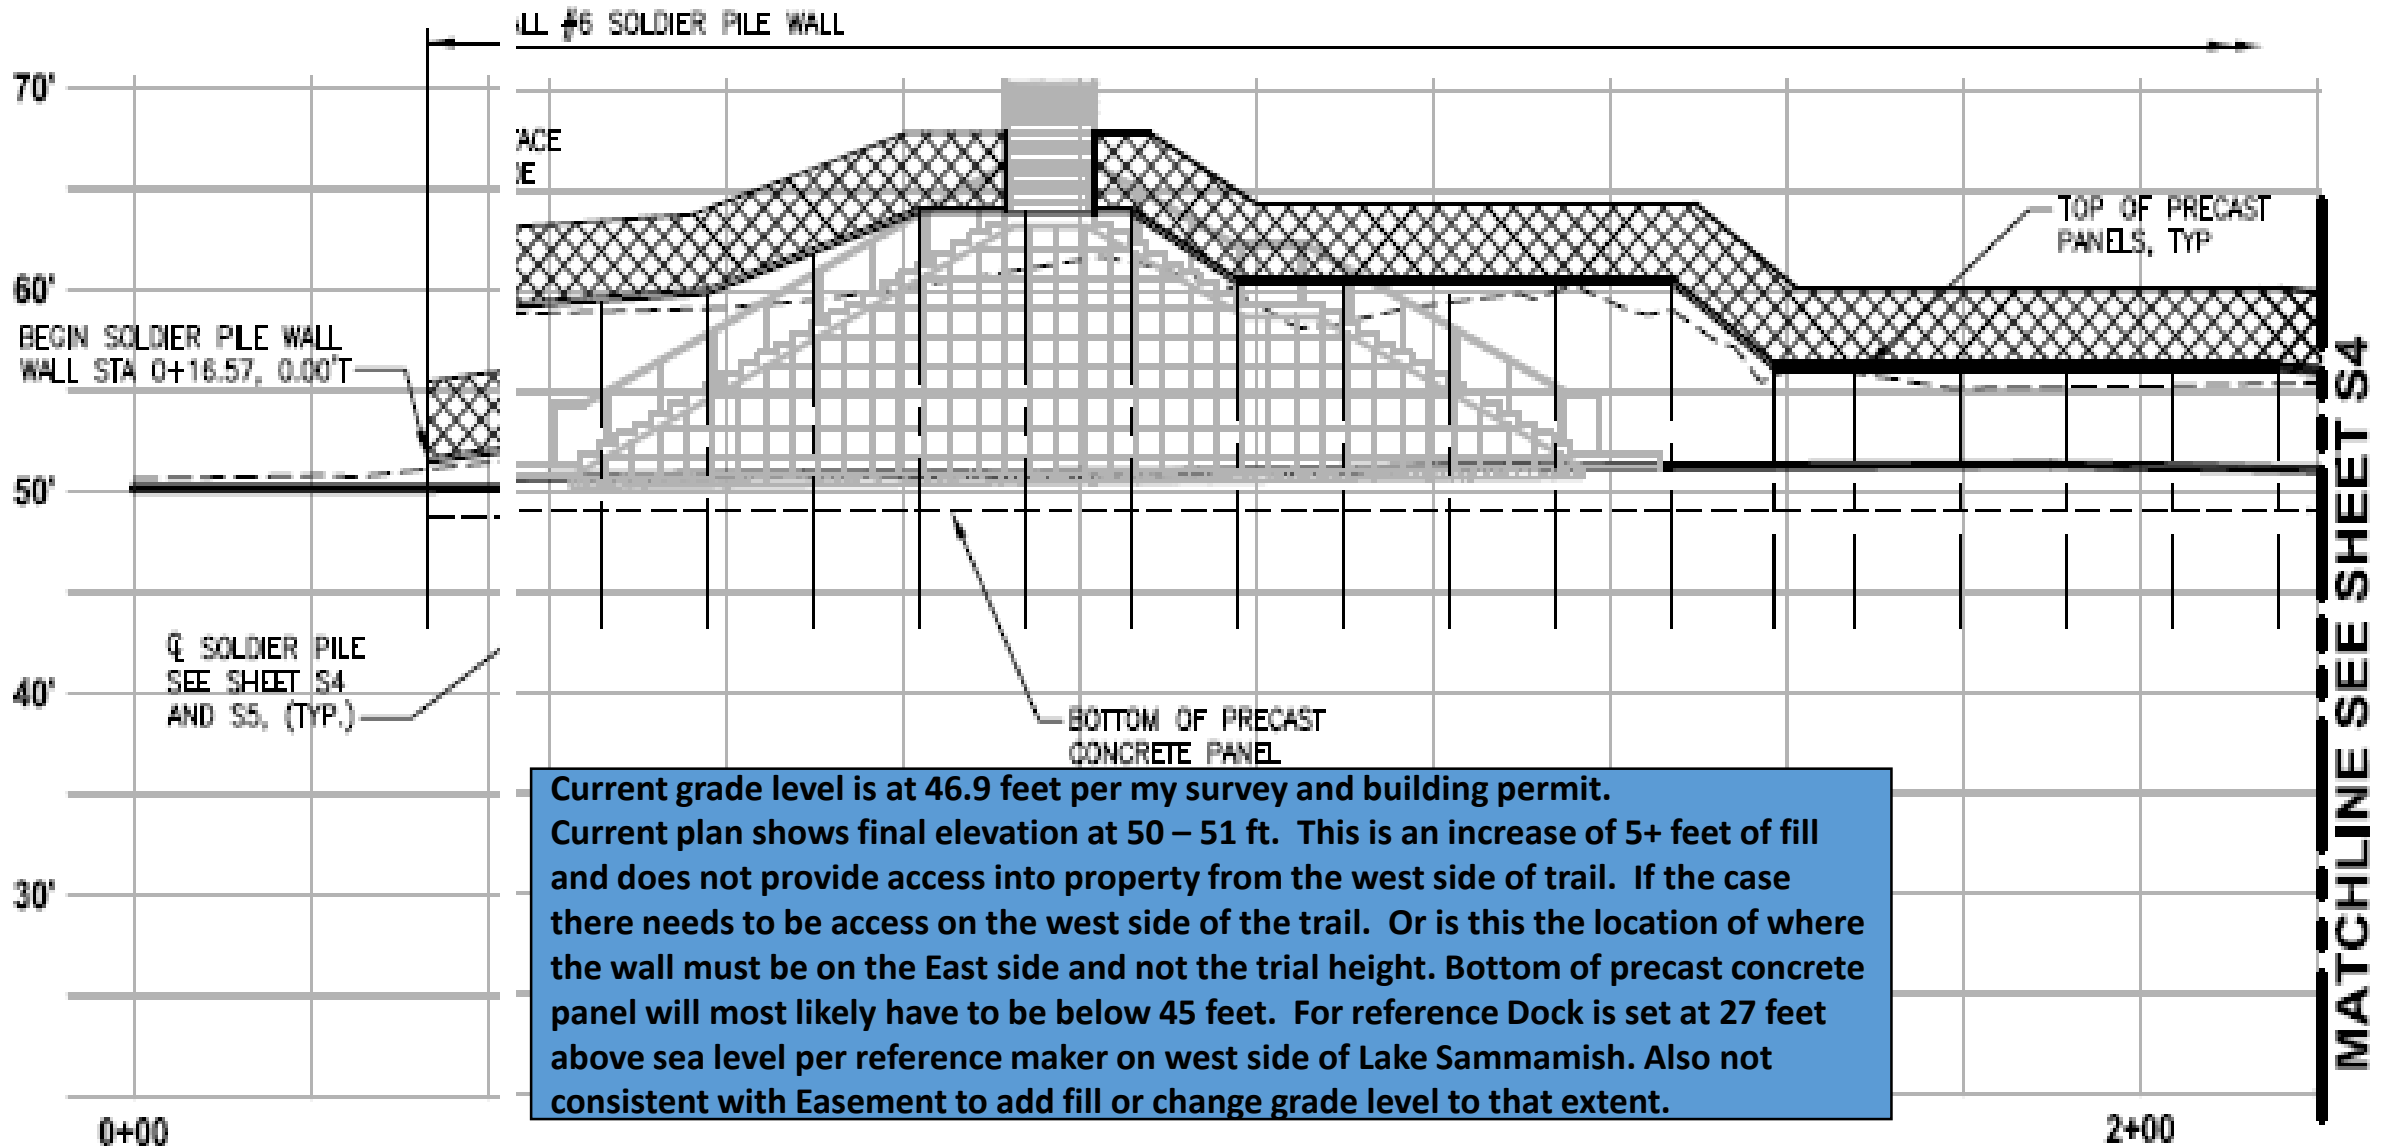 #6 SOLDIER PILE WALL
70'
60'
BEGIN SOLDIER PILE WALL
WALL STA 0+16.57, 0.00'T
TOP OF PRECAST
PANELS, TYP
50'
℄ SOLDIER PILE
SEE SHEET S4
AND S5, (TYP.)
40'
BOTTOM OF PRECAST
CONCRETE PANEL
30'
Current grade level is at 46.9 feet per my survey and building permit.
Current plan shows final elevation at 50 – 51 ft. This is an increase of 5+ feet of fill
and does not provide access into property from the west side of trail. If the case
there needs to be access on the west side of the trail. Or is this the location of where
the wall must be on the East side and not the trial height. Bottom of precast concrete
panel will most likely have to be below 45 feet. For reference Dock is set at 27 feet
above sea level per reference maker on west side of Lake Sammamish. Also not
consistent with Easement to add fill or change grade level to that extent.
0+00
2+00
MATCHLINE SEE SHEET S4